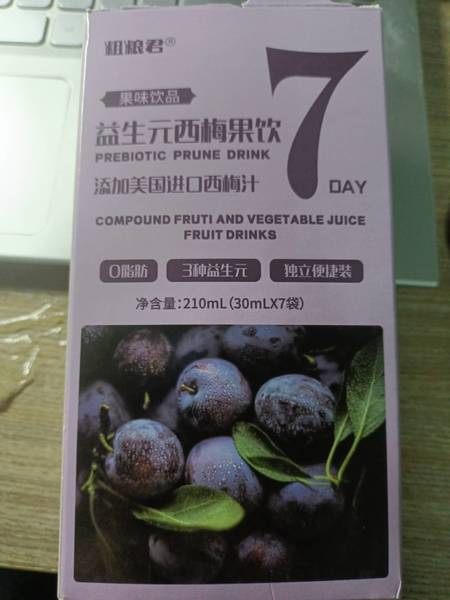 粗粮君®
果味饮品
益生元西梅果饮
PREBIOTIC PRUNE DRINK
添加美国进口西梅汁
7
DAY
COMPOUND FRUTI AND VEGETABLE JUICE
FRUIT DRINKS
0脂肪 3种益生元 独立便捷装
净含量:210mL(30mLX7袋)